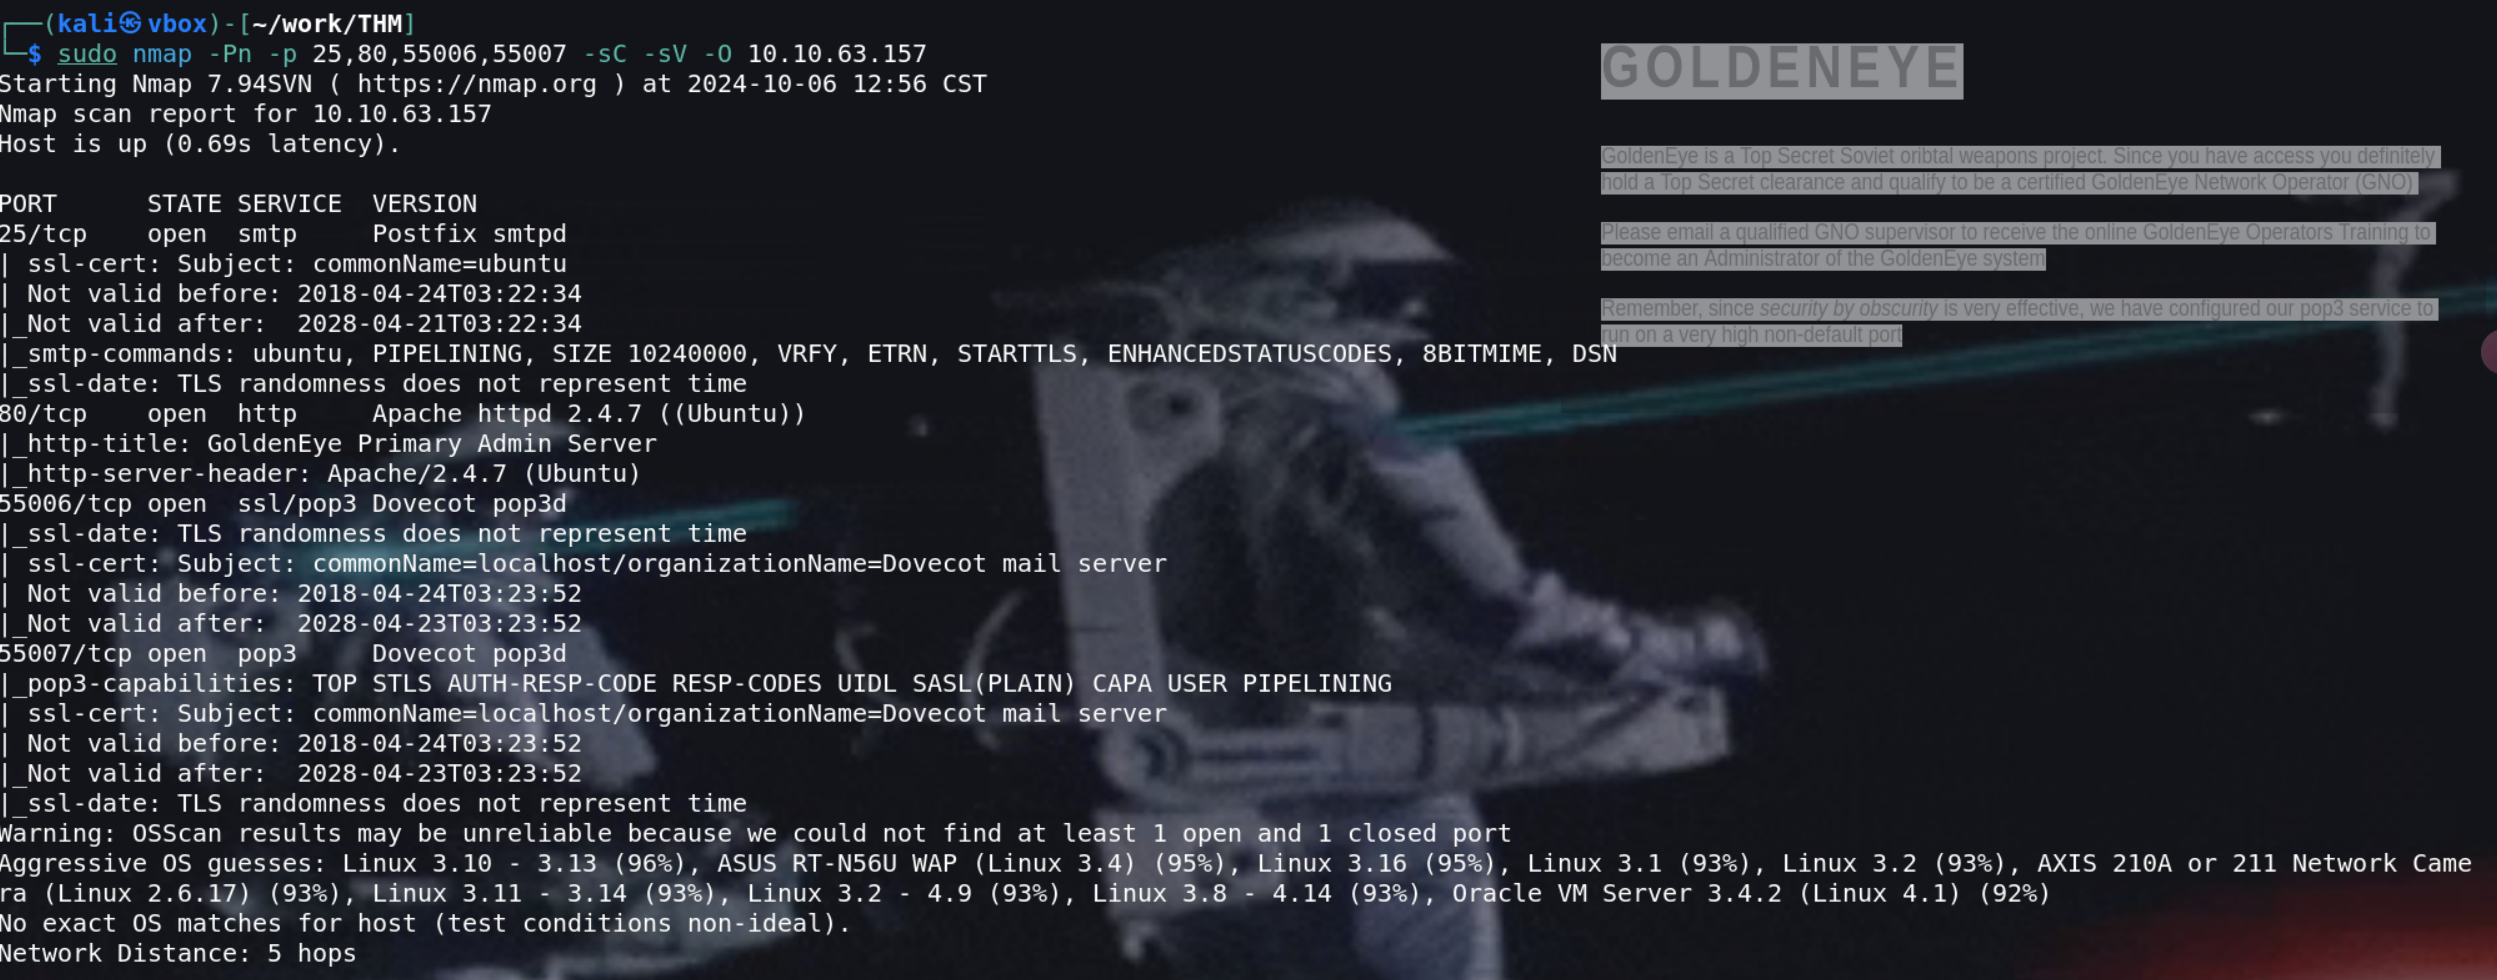 ┌──(kali㉿vbox)-[~/work/THM]
└─$ sudo nmap -Pn -p 25,80,55006,55007 -sC -sV -O 10.10.63.157
Starting Nmap 7.94SVN ( https://nmap.org ) at 2024-10-06 12:56 CST
Nmap scan report for 10.10.63.157
Host is up (0.69s latency).

PORT      STATE SERVICE  VERSION
25/tcp    open  smtp     Postfix smtpd
| ssl-cert: Subject: commonName=ubuntu
| Not valid before: 2018-04-24T03:22:34
|_Not valid after:  2028-04-21T03:22:34
|_smtp-commands: ubuntu, PIPELINING, SIZE 10240000, VRFY, ETRN, STARTTLS, ENHANCEDSTATUSCODES, 8BITMIME, DSN
|_ssl-date: TLS randomness does not represent time
80/tcp    open  http     Apache httpd 2.4.7 ((Ubuntu))
|_http-title: GoldenEye Primary Admin Server
|_http-server-header: Apache/2.4.7 (Ubuntu)
55006/tcp open  ssl/pop3 Dovecot pop3d
|_ssl-date: TLS randomness does not represent time
| ssl-cert: Subject: commonName=localhost/organizationName=Dovecot mail server
| Not valid before: 2018-04-24T03:23:52
|_Not valid after:  2028-04-23T03:23:52
55007/tcp open  pop3     Dovecot pop3d
|_pop3-capabilities: TOP STLS AUTH-RESP-CODE RESP-CODES UIDL SASL(PLAIN) CAPA USER PIPELINING
| ssl-cert: Subject: commonName=localhost/organizationName=Dovecot mail server
| Not valid before: 2018-04-24T03:23:52
|_Not valid after:  2028-04-23T03:23:52
|_ssl-date: TLS randomness does not represent time
Warning: OSScan results may be unreliable because we could not find at least 1 open and 1 closed port
Aggressive OS guesses: Linux 3.10 - 3.13 (96%), ASUS RT-N56U WAP (Linux 3.4) (95%), Linux 3.16 (95%), Linux 3.1 (93%), Linux 3.2 (93%), AXIS 210A or 211 Network Came
ra (Linux 2.6.17) (93%), Linux 3.11 - 3.14 (93%), Linux 3.2 - 4.9 (93%), Linux 3.8 - 4.14 (93%), Oracle VM Server 3.4.2 (Linux 4.1) (92%)
No exact OS matches for host (test conditions non-ideal).
Network Distance: 5 hops
GOLDENEYE
GoldenEye is a Top Secret Soviet oribtal weapons project. Since you have access you definitely
hold a Top Secret clearance and qualify to be a certified GoldenEye Network Operator (GNO)
Please email a qualified GNO supervisor to receive the online GoldenEye Operators Training to
become an Administrator of the GoldenEye system
Remember, since security by obscurity is very effective, we have configured our pop3 service to
run on a very high non-default port